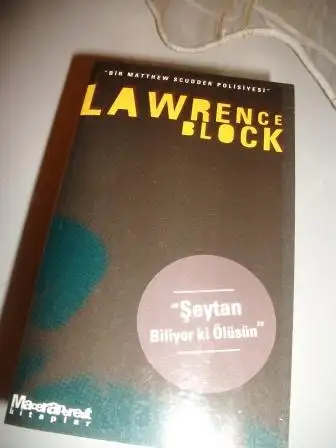 "BİR MATTHEW SCUDDER POLİSİYESİ"
LAWRENCE
BLOCK
"Şeytan
Biliyor ki Ölüsün"
Maceraperest
kitaplar